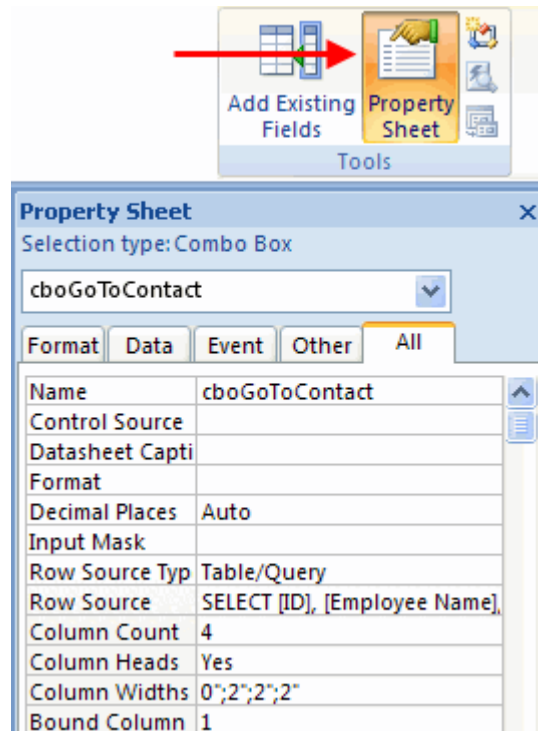 Add Existing Fields
Property Sheet
Tools
Property Sheet
Selection type: Combo Box
cboGoToContact
Format Data Event Other All
Name cboGoToContact
Control Source
Datasheet Capti
Format
Decimal Places Auto
Input Mask
Row Source Typ Table/Query
Row Source SELECT [ID], [Employee Name],
Column Count 4
Column Heads Yes
Column Widths 0";2";2";2"
Bound Column 1